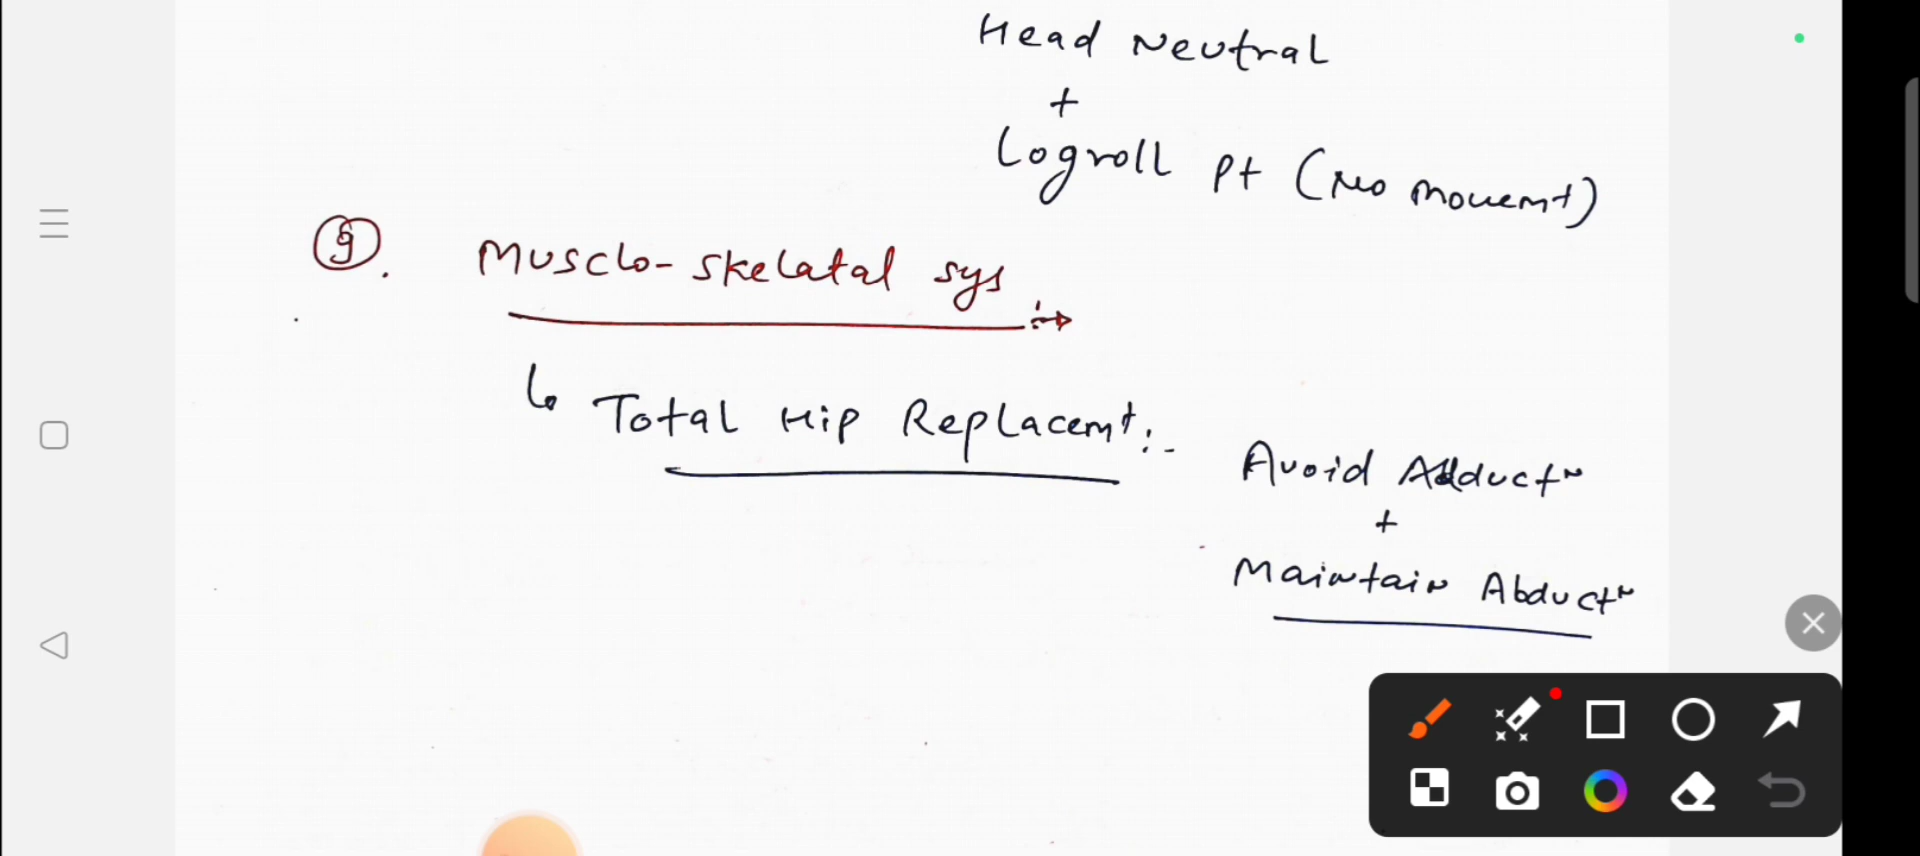 Head Neutral
+
Logroll Pt (No movemt)
9. Musclo-skelatal sys :→
↳ Total Hip Replacemt:-
Avoid Adductn
+
Maintain Abductn